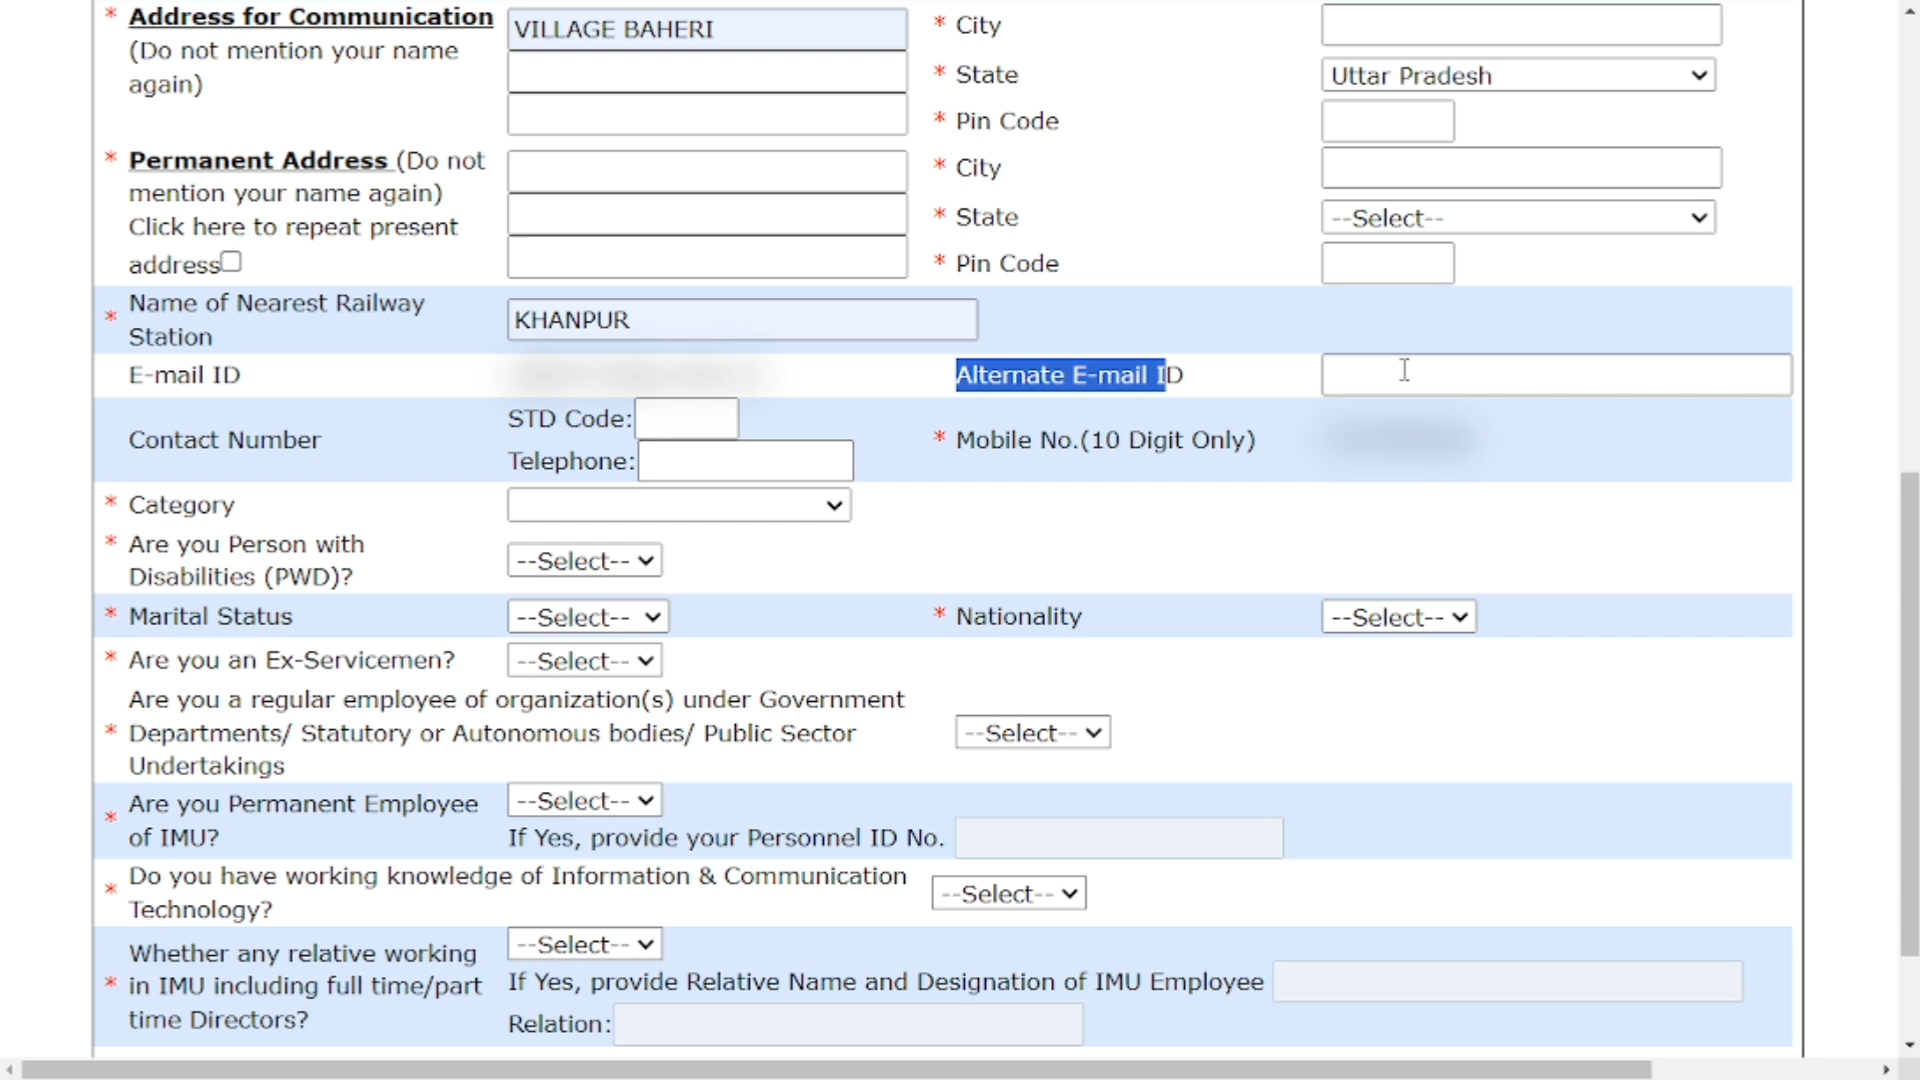 * Address for Communication VILLAGE BAHERI * City
(Do not mention your name
again)
* State Uttar Pradesh
* Pin Code
* Permanent Address (Do not * City
mention your name again)
Click here to repeat present * State --Select--
address * Pin Code
* Name of Nearest Railway
Station KHANPUR
E-mail ID Alternate E-mail ID
Contact Number STD Code: * Mobile No.(10 Digit Only)
Telephone:
* Category
* Are you Person with
Disabilities (PWD)? --Select--
* Marital Status --Select-- * Nationality --Select--
* Are you an Ex-Servicemen? --Select--
Are you a regular employee of organization(s) under Government
* Departments/ Statutory or Autonomous bodies/ Public Sector --Select--
Undertakings
* Are you Permanent Employee --Select--
of IMU? If Yes, provide your Personnel ID No.
* Do you have working knowledge of Information & Communication
Technology? --Select--
Whether any relative working --Select--
* in IMU including full time/part If Yes, provide Relative Name and Designation of IMU Employee
time Directors? Relation: